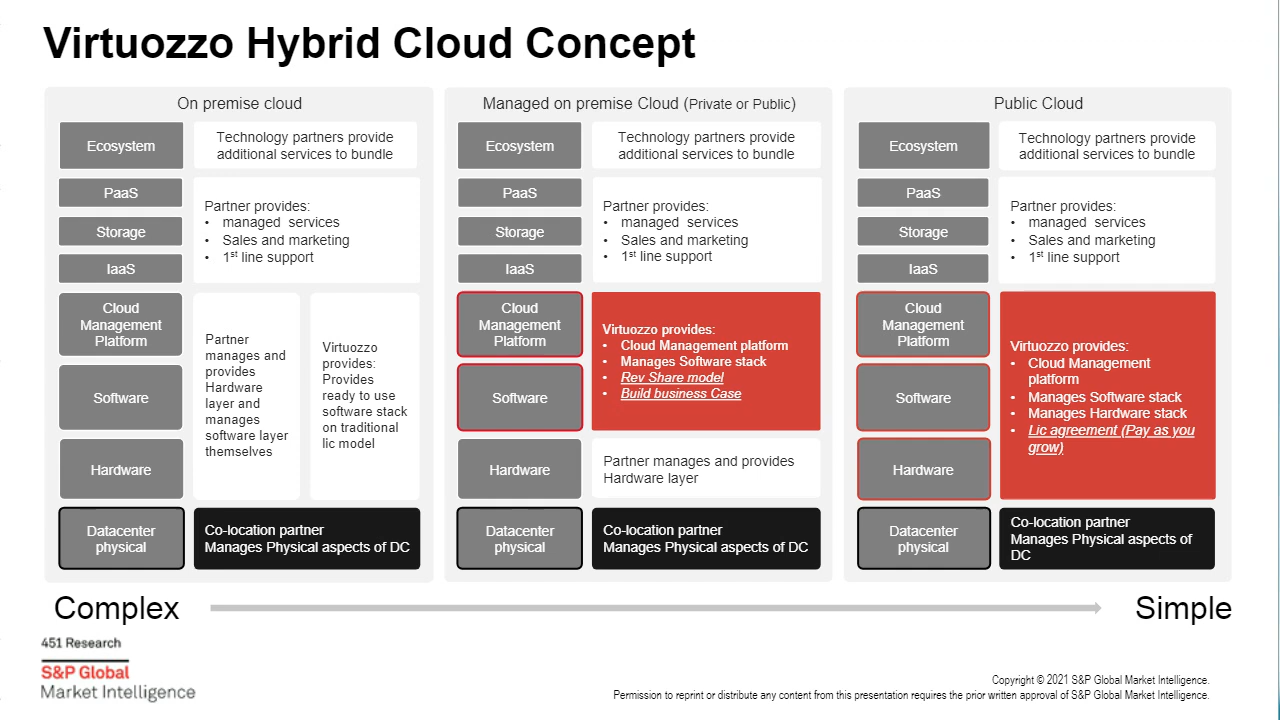 Virtuozzo Hybrid Cloud Concept
On premise cloud
Ecosystem
Technology partners provide
additional services to bundle
PaaS
Storage
IaaS
Partner provides:
• managed services
• Sales and marketing
• 1st line support
Cloud
Management
Platform
Software
Hardware
Partner
manages and
provides
Hardware
layer and
manages
software layer
themselves
Virtuozzo
provides:
Provides
ready to use
software stack
on traditional
lic model
Datacenter
physical
Co-location partner
Manages Physical aspects of DC
Managed on premise Cloud (Private or Public)
Ecosystem
Technology partners provide
additional services to bundle
PaaS
Storage
IaaS
Partner provides:
• managed services
• Sales and marketing
• 1st line support
Cloud
Management
Platform
Software
Virtuozzo provides:
• Cloud Management platform
• Manages Software stack
• Rev Share model
• Build business Case
Hardware
Partner manages and provides
Hardware layer
Datacenter
physical
Co-location partner
Manages Physical aspects of DC
Public Cloud
Ecosystem
Technology partners provide
additional services to bundle
PaaS
Storage
IaaS
Partner provides:
• managed services
• Sales and marketing
• 1st line support
Cloud
Management
Platform
Software
Hardware
Virtuozzo provides:
• Cloud Management
platform
• Manages Software stack
• Manages Hardware stack
• Lic agreement (Pay as you
grow)
Datacenter
physical
Co-location partner
Manages Physical aspects of
DC
Complex
Simple
451 Research
S&P Global
Market Intelligence
Copyright © 2021 S&P Global Market Intelligence.
Permission to reprint or distribute any content from this presentation requires the prior written approval of S&P Global Market Intelligence.